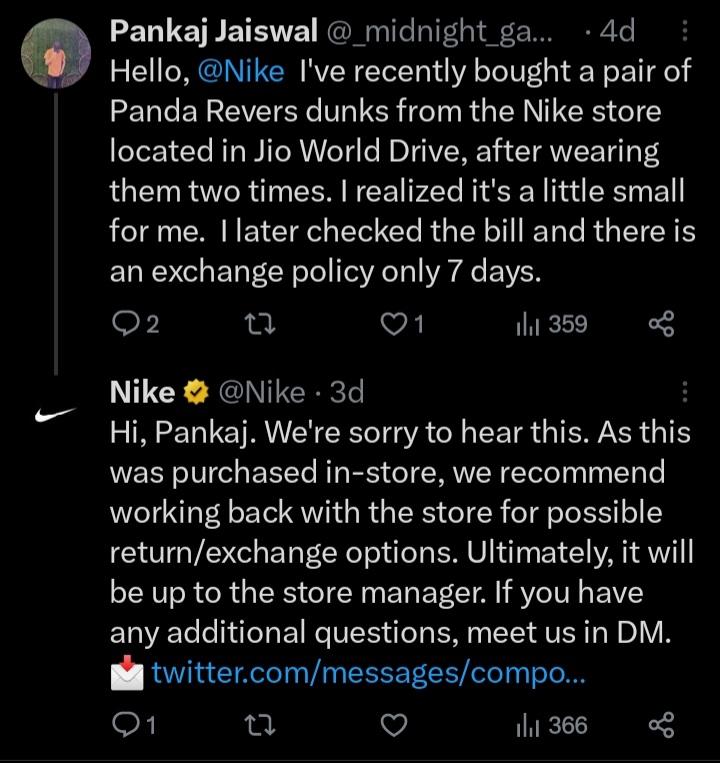 Pankaj Jaiswal @_midnight_ga... · 4d
Hello, @Nike I've recently bought a pair of
Panda Revers dunks from the Nike store
located in Jio World Drive, after wearing
them two times. I realized it's a little small
for me. I later checked the bill and there is
an exchange policy only 7 days.
2 1 359
Nike @Nike · 3d
Hi, Pankaj. We're sorry to hear this. As this
was purchased in-store, we recommend
working back with the store for possible
return/exchange options. Ultimately, it will
be up to the store manager. If you have
any additional questions, meet us in DM.
📩 twitter.com/messages/compo...
1 366